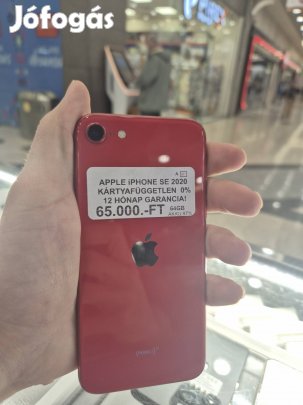 Jófogás
APPLE iPHONE SE 2020
KÁRTYAFÜGGETLEN 0%
12 HÓNAP GARANCIA!
65.000.-FT 64GB